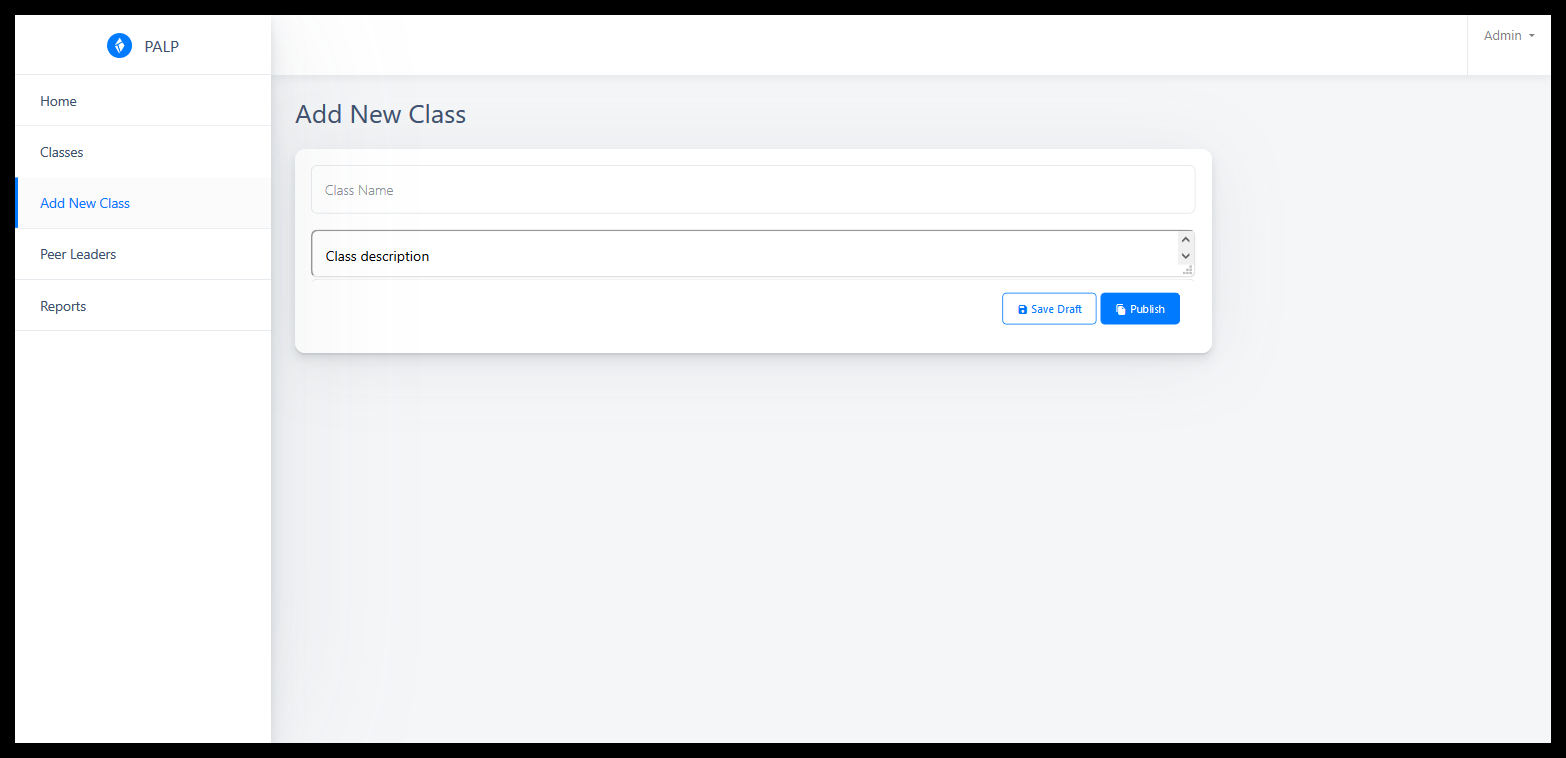 PALP
Admin
Home
Classes
Add New Class
Peer Leaders
Reports
Add New Class
Class Name
Class description
Save Draft
Publish